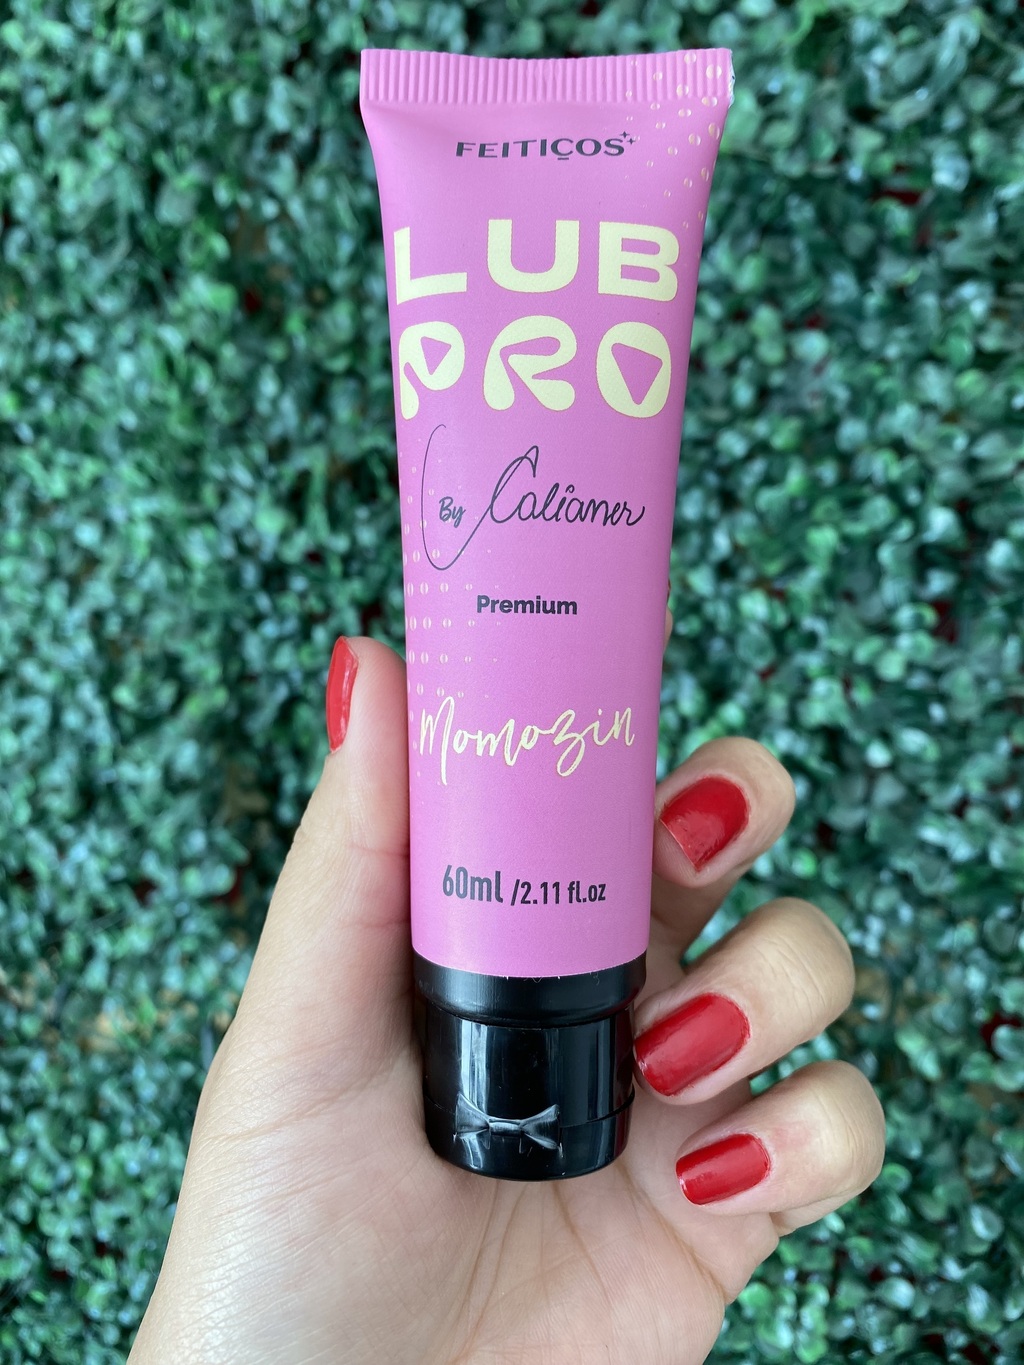 FEITIÇOS
LUB
PRO
By Calianer
Premium
Momozin
60ml /2.11 fl.oz